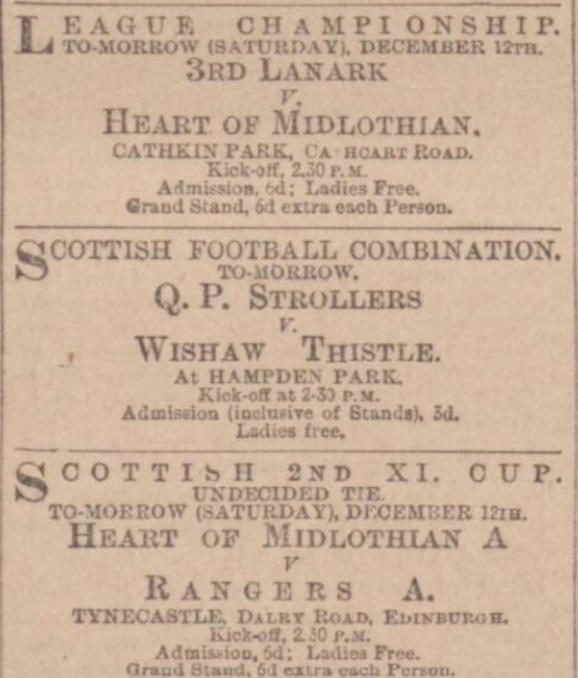 LEAGUE CHAMPIONSHIP.
TO-MORROW (SATURDAY), DECEMBER 12TH.
3RD LANARK
V.
HEART OF MIDLOTHIAN.
CATHKIN PARK, CATHCART ROAD.
Kick-off, 2.30 P.M.
Admission, 6d; Ladies Free.
Grand Stand, 6d extra each Person.
SCOTTISH FOOTBALL COMBINATION.
TO-MORROW.
Q. P. STROLLERS
V.
WISHAW THISTLE.
At HAMPDEN PARK.
Kick-off at 2-30 P.M.
Admission (inclusive of Stands), 3d.
Ladies free.
SCOTTISH 2ND XI. CUP.
UNDECIDED TIE.
TO-MORROW (SATURDAY), DECEMBER 12TH.
HEART OF MIDLOTHIAN A
V
RANGERS A.
TYNECASTLE, DALRY ROAD, EDINBURGH.
Kick-off, 2.30 P.M.
Admission, 6d; Ladies Free.
Grand Stand, 6d extra each Person.